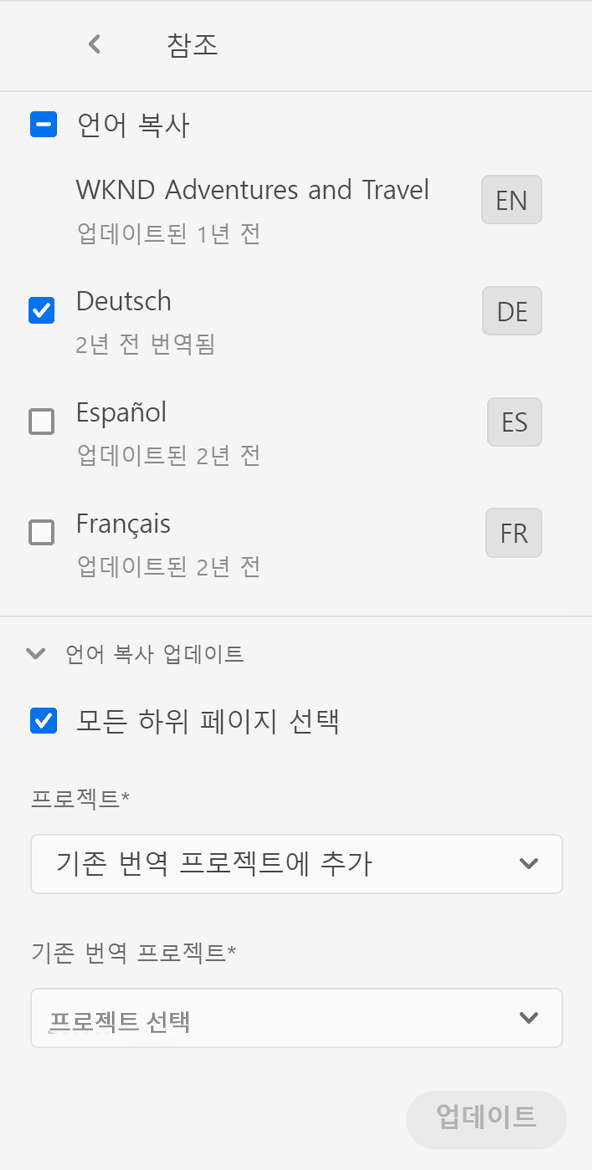 참조
언어 복사
WKND Adventures and Travel
EN
업데이트된 1년 전
Deutsch
DE
2년 전 번역됨
Español
ES
업데이트된 2년 전
Français
FR
업데이트된 2년 전
언어 복사 업데이트
모든 하위 페이지 선택
프로젝트*
기존 번역 프로젝트에 추가
기존 번역 프로젝트*
프로젝트 선택
업데이트